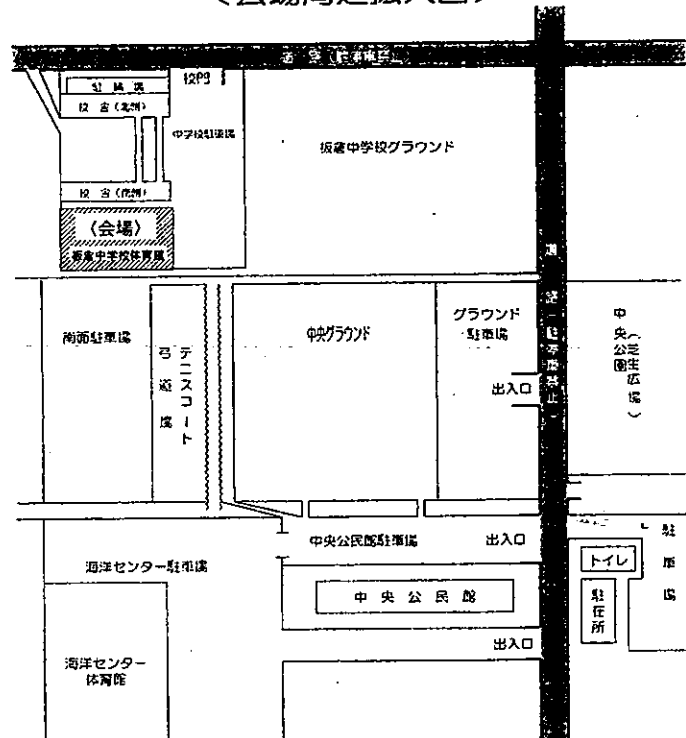 〈会場周辺拡大図〉
道路(駐停車禁止)
駐輪場
校舎(北側)
校門
中学校駐車場
板倉中学校グラウンド
校舎(南側)
〈会場〉
板倉中学校体育館
道路(駐停車禁止)
南面駐車場
弓道場
テニスコート
中央グラウンド
グラウンド
駐車場
出入口
中央公園
(芝生広場)
海洋センター駐車場
中央公民館駐車場
出入口
中央公民館
出入口
海洋センター
体育館
トイレ
駐在所
駐車場